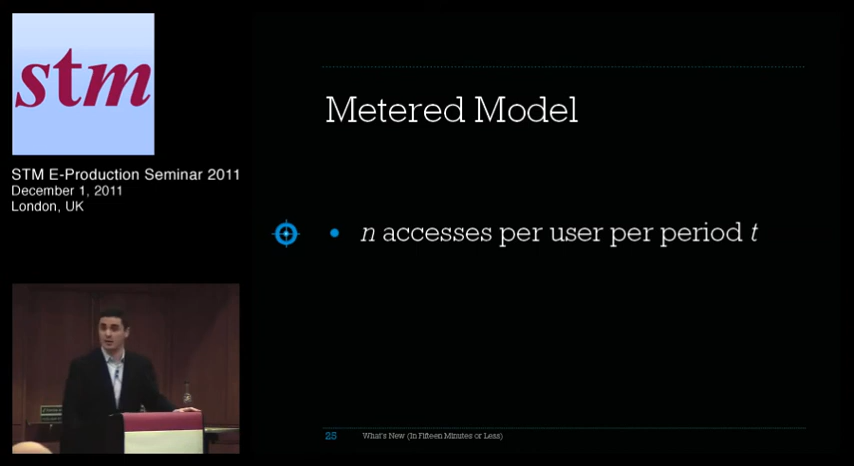 stm
STM E-Production Seminar 2011
December 1, 2011
London, UK
Metered Model
• n accesses per user per period t
25 What's New (In Fifteen Minutes or Less)